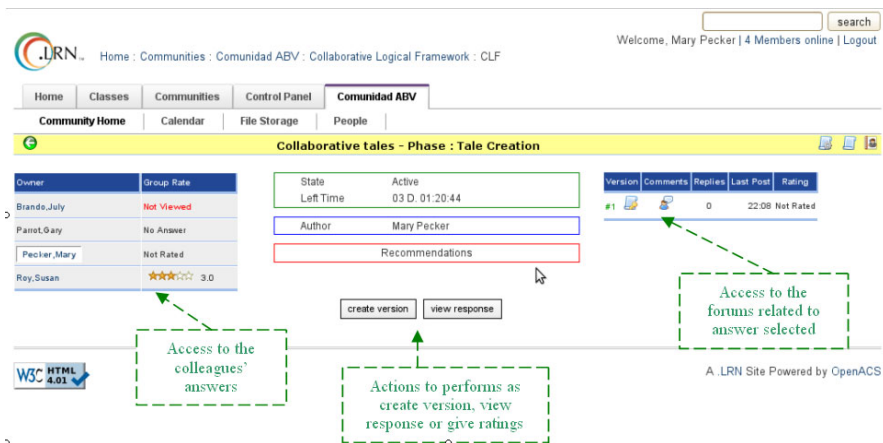 search
Welcome, Mary Pecker | 4 Members online | Logout
.LRN Home : Communities : Comunidad ABV : Collaborative Logical Framework : CLF
Home Classes Communities Control Panel Comunidad ABV
Community Home Calendar File Storage People
Collaborative tales - Phase : Tale Creation
Owner Group Rate
Brando,July Not Viewed
Parrot,Gary No Answer
Pecker,Mary Not Rated
Roy,Susan 3.0
State Active
Left Time 03 D. 01:20:44
Author Mary Pecker
Recommendations
create version view response
Version Comments Replies Last Post Rating
#1 0 22:08 Not Rated
Access to the
colleagues’
answers
Actions to performs as
create version, view
response or give ratings
Access to the
forums related to
answer selected
W3C HTML
4.01
A .LRN Site Powered by OpenACS